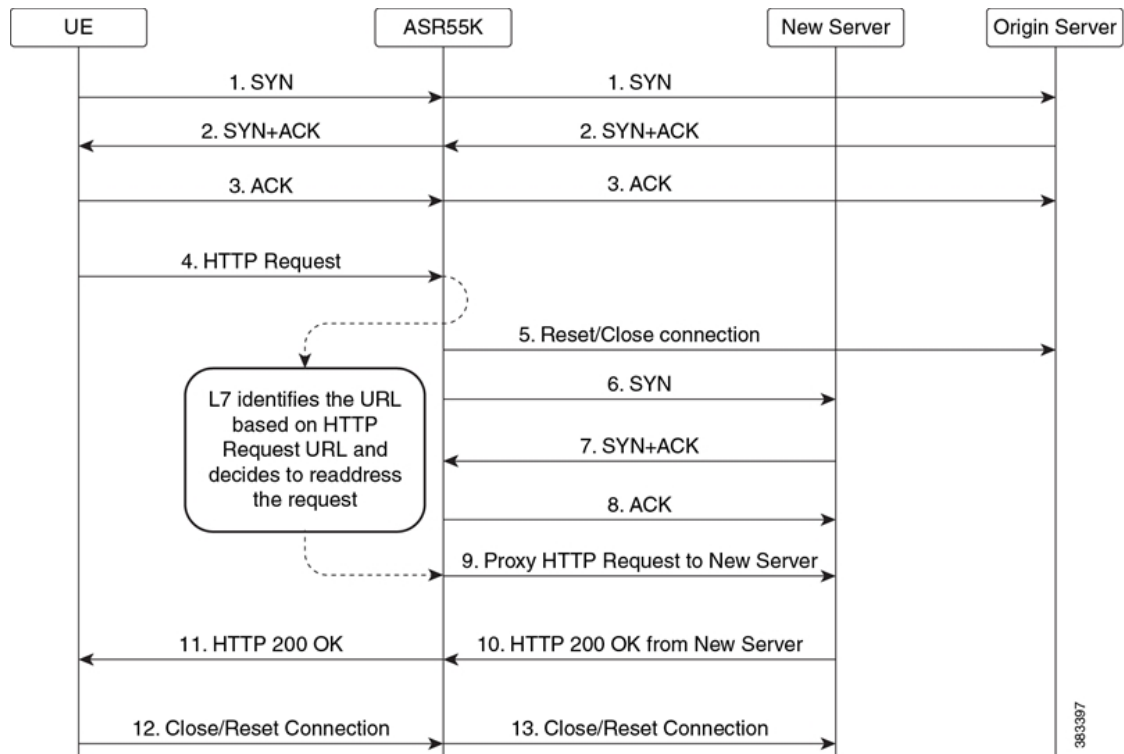 UE
ASR55K
New Server
Origin Server
1. SYN
1. SYN
2. SYN+ACK
2. SYN+ACK
3. ACK
3. ACK
4. HTTP Request
5. Reset/Close connection
L7 identifies the URL
based on HTTP
Request URL and
decides to readdress
the request
6. SYN
7. SYN+ACK
8. ACK
9. Proxy HTTP Request to New Server
11. HTTP 200 OK
10. HTTP 200 OK from New Server
12. Close/Reset Connection
13. Close/Reset Connection
383397